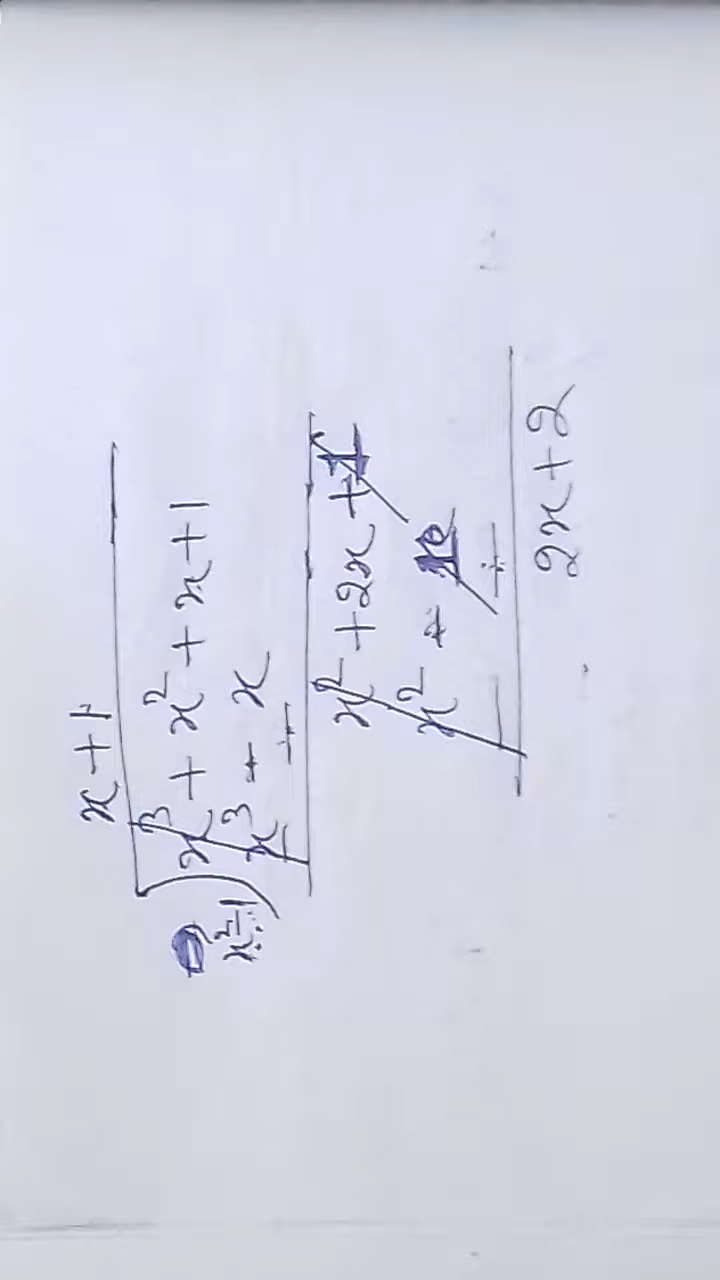 x+1
x²-1) x³+x²+x+1
x³ - x
- +
x²+2x+1
x² - 1
- +
2x+2